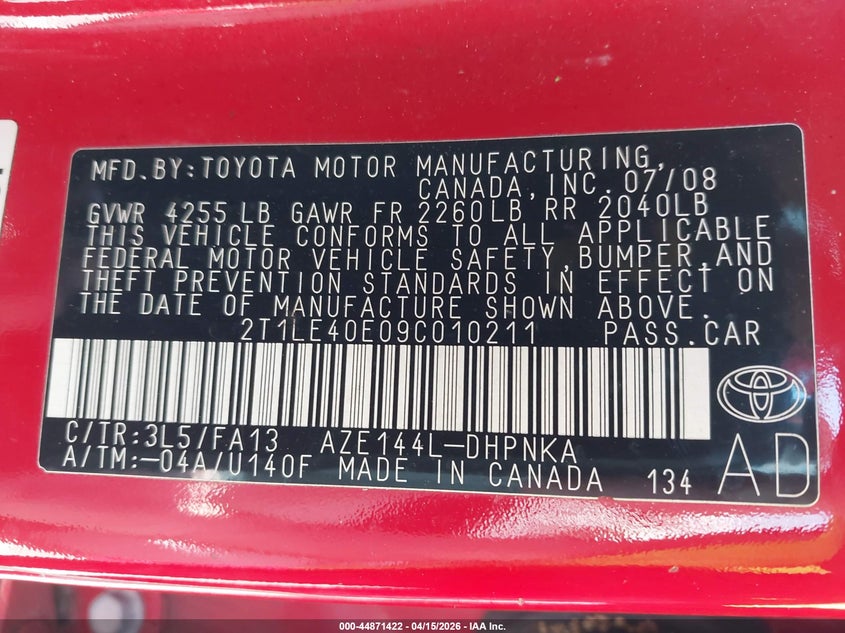 MFD.BY:TOYOTA MOTOR MANUFACTURING,
CANADA,INC. 07/08
GVWR 4255 LB GAWR FR 2260LB RR 2040LB
THIS VEHICLE CONFORMS TO ALL APPLICABLE
FEDERAL MOTOR VEHICLE SAFETY,BUMPER,AND
THEFT PREVENTION STANDARDS IN EFFECT ON
THE DATE OF MANUFACTURE SHOWN ABOVE.
2T1LE40E09C010211 PASS.CAR
C/TR:3L5/FA13 AZE144L-DHPNKA
A/TM:-04A/U140F MADE IN CANADA 134
AD
000-44871422 - 04/15/2026 - IAA Inc.